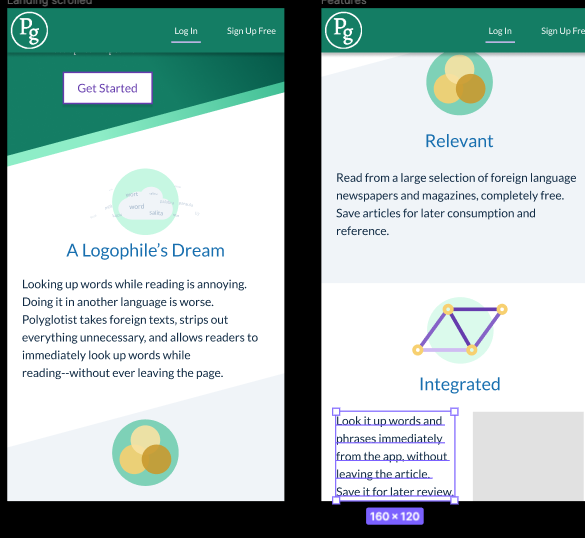 Landing scrolled
Pg
Log In
Sign Up Free
Get Started
word
A Logophile's Dream
Looking up words while reading is annoying.
Doing it in another language is worse.
Polyglotist takes foreign texts, strips out
everything unnecessary, and allows readers to
immediately look up words while
reading--without ever leaving the page.
Features
Pg
Log In
Sign Up Fre
Relevant
Read from a large selection of foreign language
newspapers and magazines, completely free.
Save articles for later consumption and
reference.
Integrated
Look it up words and
phrases immediately
from the app, without
leaving the article.
Save it for later review
160 × 120